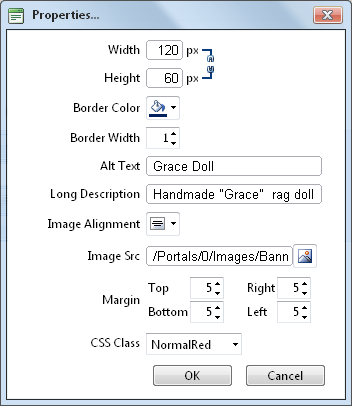 Properties...
Width 120 px
Height 60 px
Border Color
Border Width 1
Alt Text Grace Doll
Long Description Handmade "Grace" rag doll
Image Alignment
Image Src /Portals/0/Images/Bann
Margin
Top 5 Right 5
Bottom 5 Left 5
CSS Class NormalRed
OK Cancel